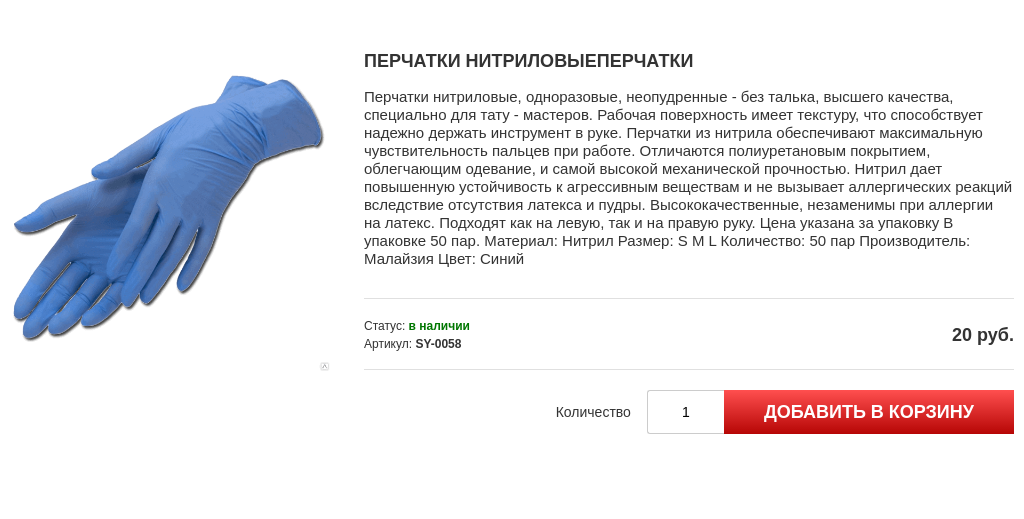 ПЕРЧАТКИ НИТРИЛОВЫЕПЕРЧАТКИ
Перчатки нитриловые, одноразовые, неопудренные - без талька, высшего качества,
специально для тату - мастеров. Рабочая поверхность имеет текстуру, что способствует
надежно держать инструмент в руке. Перчатки из нитрила обеспечивают максимальную
чувствительность пальцев при работе. Отличаются полиуретановым покрытием,
облегчающим одевание, и самой высокой механической прочностью. Нитрил дает
повышенную устойчивость к агрессивным веществам и не вызывает аллергических реакций
вследствие отсутствия латекса и пудры. Высококачественные, незаменимы при аллергии
на латекс. Подходят как на левую, так и на правую руку. Цена указана за упаковку В
упаковке 50 пар. Материал: Нитрил Размер: S M L Количество: 50 пар Производитель:
Малайзия Цвет: Синий
Статус: в наличии
Артикул: SY-0058
20 руб.
Количество 1 ДОБАВИТЬ В КОРЗИНУ